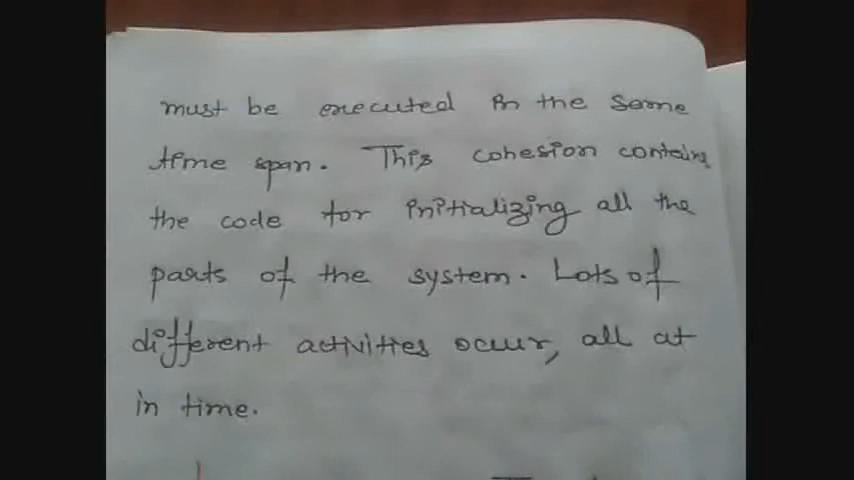 must be executed in the same
time span. This cohesion contains
the code for initializing all the
parts of the system. Lots of
different activities occur, all at
in time.